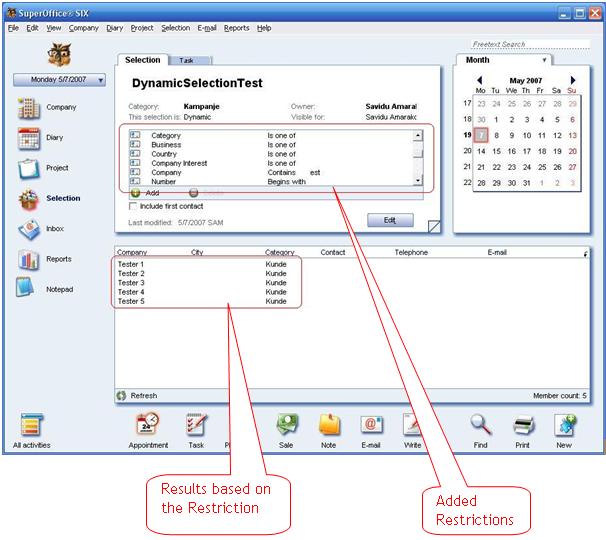 SuperOffice® SIX
File Edit View Company Diary Project Selection E-mail Reports Help
Freetext Search
Monday 5/7/2007
Company
Diary
Project
Selection
Inbox
Reports
Notepad
Selection Task
DynamicSelectionTest
Category: Kampanje Owner: Savidu Amaral
This selection is: Dynamic Visible for: Savidu Amarak
Category Is one of
Business Is one of
Country Is one of
Company Interest Is one of
Company Contains est
Number Begins with
Add
Include first contact
Last modified: 5/7/2007 SAM
Edit
Month
May 2007
Mo Tu We Th Fr Sa Su
17 23 24 25 26 27 28 29
18 30 1 2 3 4 5 6
19 7 8 9 10 11 12 13
20 14 15 16 17 18 19 20
21 21 22 23 24 25 26 27
22 28 29 30 31 1 2 3
Company City Category Contact Telephone E-mail
Tester 1 Kunde
Tester 2 Kunde
Tester 3 Kunde
Tester 4 Kunde
Tester 5 Kunde
Refresh Member count: 5
All activities Appointment Task Sale Note E-mail Write Find Print New
Results based on
the Restriction
Added
Restrictions